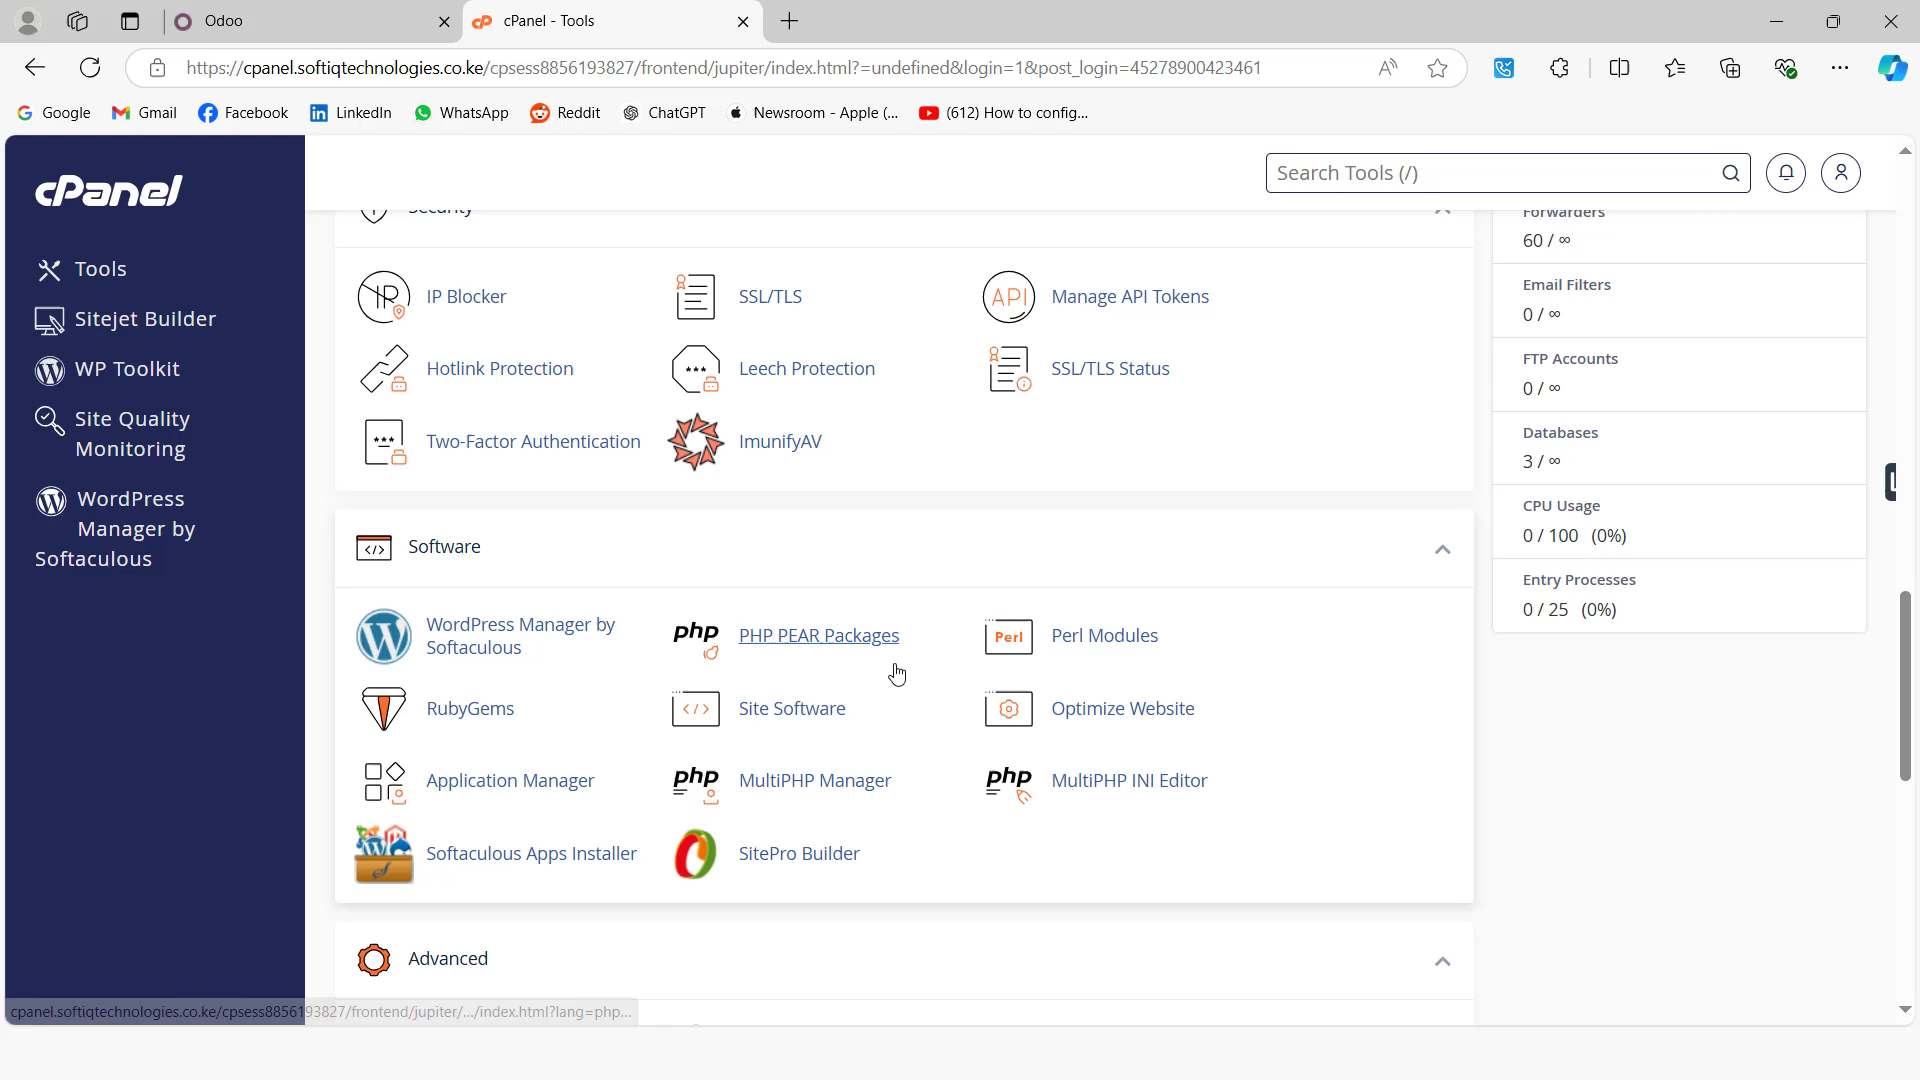 Odoo
cPanel - Tools
https://cpanel.softiqtechnologies.co.ke/cpsess8856193827/frontend/jupiter/index.html?=undefined&login=1&post_login=45278900423461
Google
Gmail
Facebook
LinkedIn
WhatsApp
Reddit
ChatGPT
Newsroom - Apple (...
(612) How to config...
cPanel
Search Tools (/)
Tools
Sitejet Builder
WP Toolkit
Site Quality
Monitoring
WordPress
Manager by
Softaculous
Security
IP Blocker
SSL/TLS
API
Manage API Tokens
Hotlink Protection
Leech Protection
SSL/TLS Status
Two-Factor Authentication
ImunifyAV
Software
WordPress Manager by
Softaculous
php
PHP PEAR Packages
Perl
Perl Modules
RubyGems
Site Software
Optimize Website
Application Manager
php
MultiPHP Manager
php
MultiPHP INI Editor
Softaculous Apps Installer
SitePro Builder
Advanced
Forwarders
60 / ∞
Email Filters
0 / ∞
FTP Accounts
0 / ∞
Databases
3 / ∞
CPU Usage
0 / 100 (0%)
Entry Processes
0 / 25 (0%)
cpanel.softiqtechnologies.co.ke/cpsess8856193827/frontend/jupiter/.../index.html?lang=php...